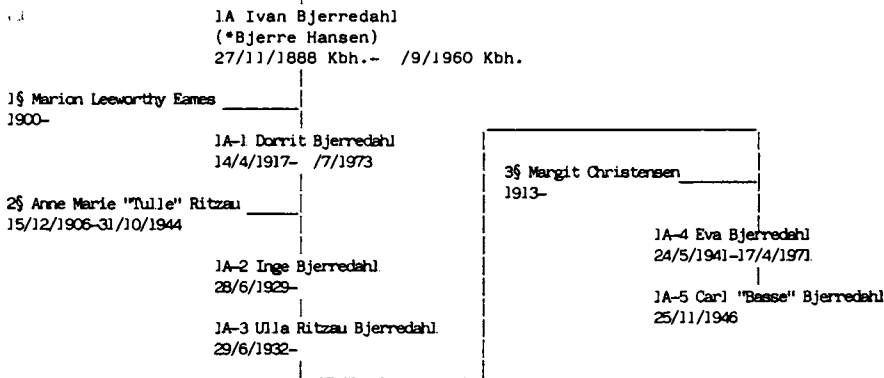 1A Ivan Bjerredahl
(*Bjerre Hansen)
27/11/1888 Kbh.- /9/1960 Kbh.
1§ Marion Leeworthy Eames
1900-
1A-1 Dorrit Bjerredahl
14/4/1917- /7/1973
2§ Anne Marie "Tulle" Ritzau
15/12/1906-31/10/1944
1A-2 Inge Bjerredahl
28/6/1929-
1A-3 Ulla Ritzau Bjerredahl
29/6/1932-
3§ Margit Christensen
1913-
1A-4 Eva Bjerredahl
24/5/1941-17/4/1971
1A-5 Carl "Basse" Bjerredahl
25/11/1946